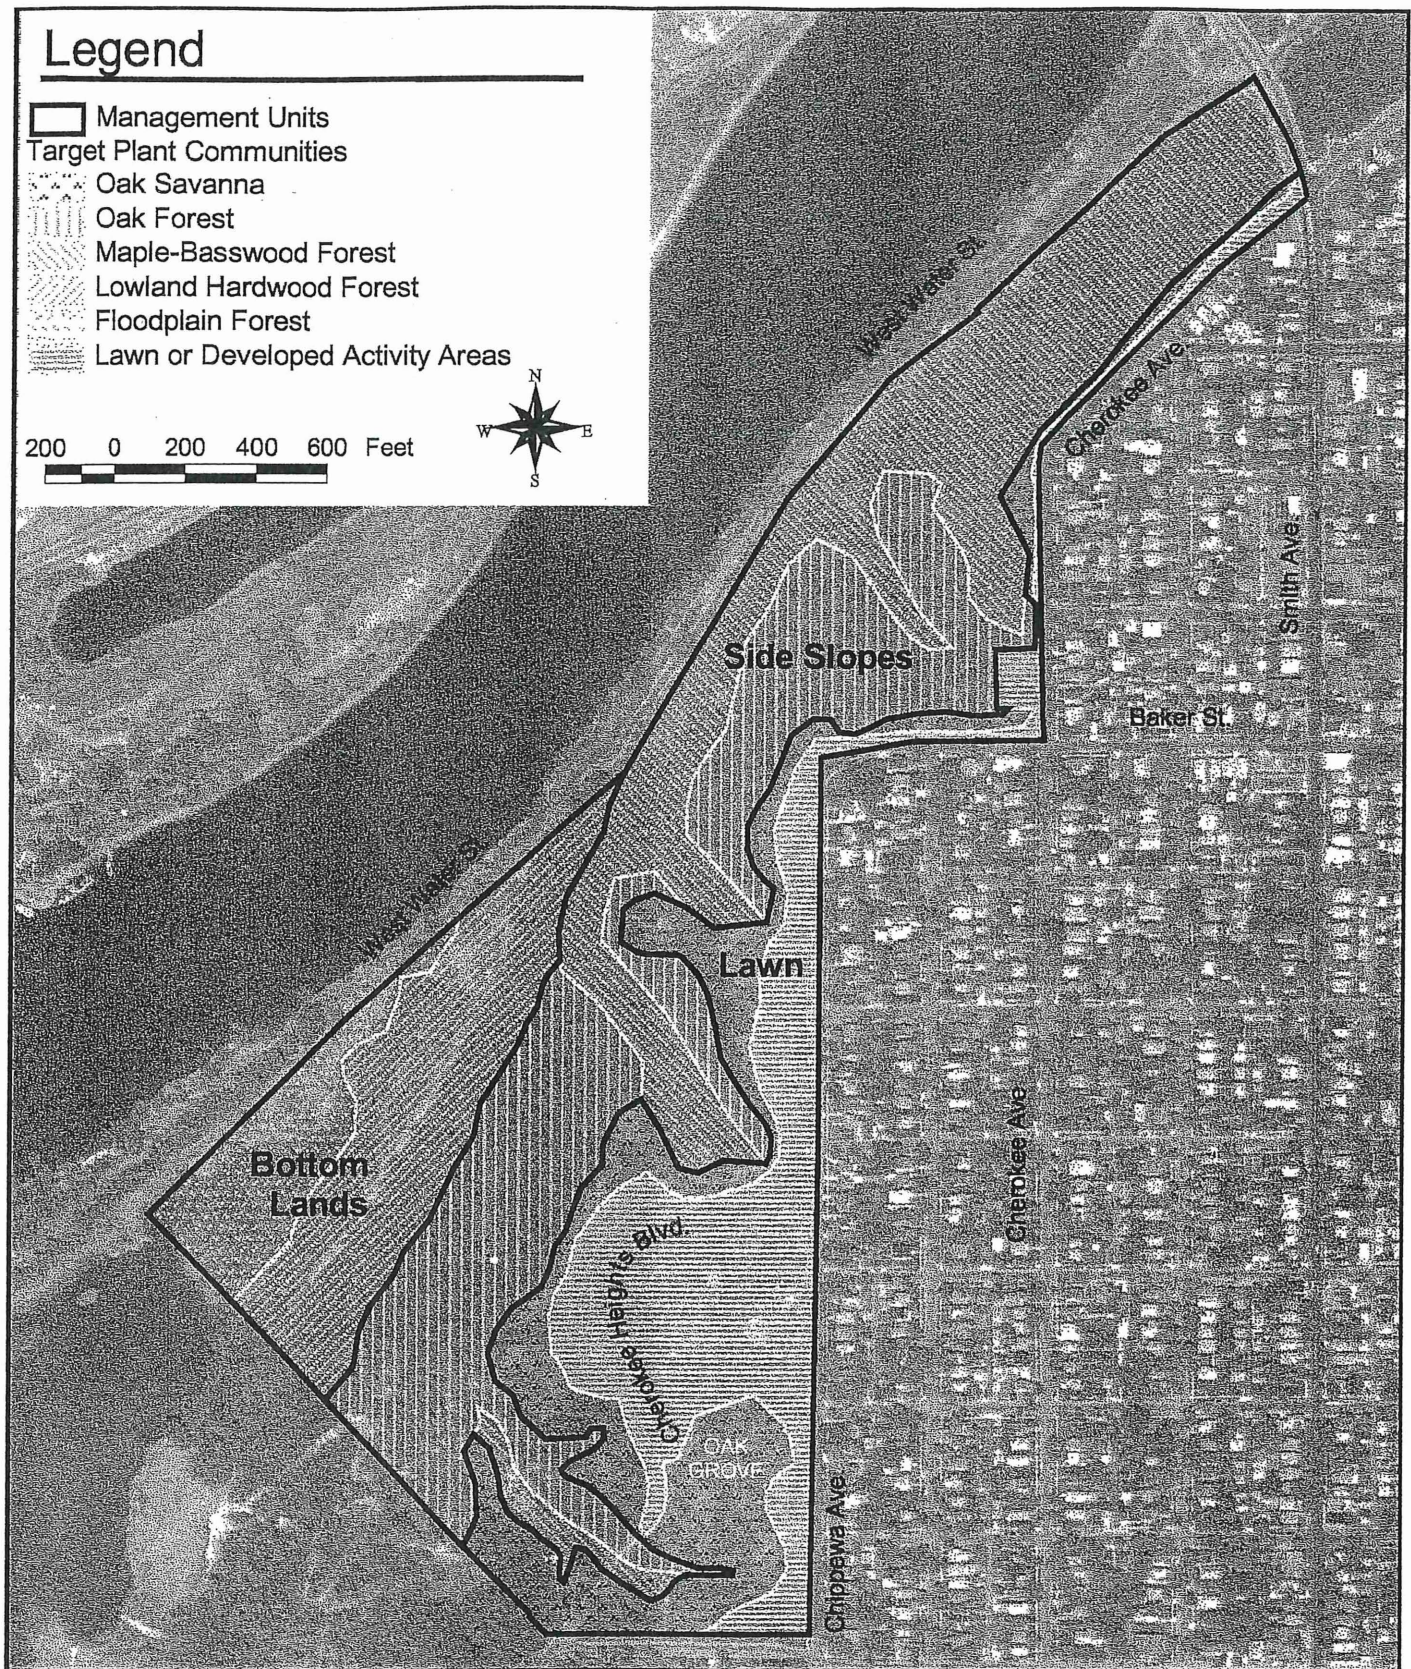 Legend
Management Units
Target Plant Communities
Oak Savanna
Oak Forest
Maple-Basswood Forest
Lowland Hardwood Forest
Floodplain Forest
Lawn or Developed Activity Areas
N
W E
S
200 0 200 400 600 Feet
West Water St.
Cherokee Ave.
Smith Ave.
Side Slopes
Baker St.
West Water St.
Lawn
Cherokee Ave
Bottom
Lands
Cherokee Heights Blvd.
OAK
GROVE
Chippewa Ave.